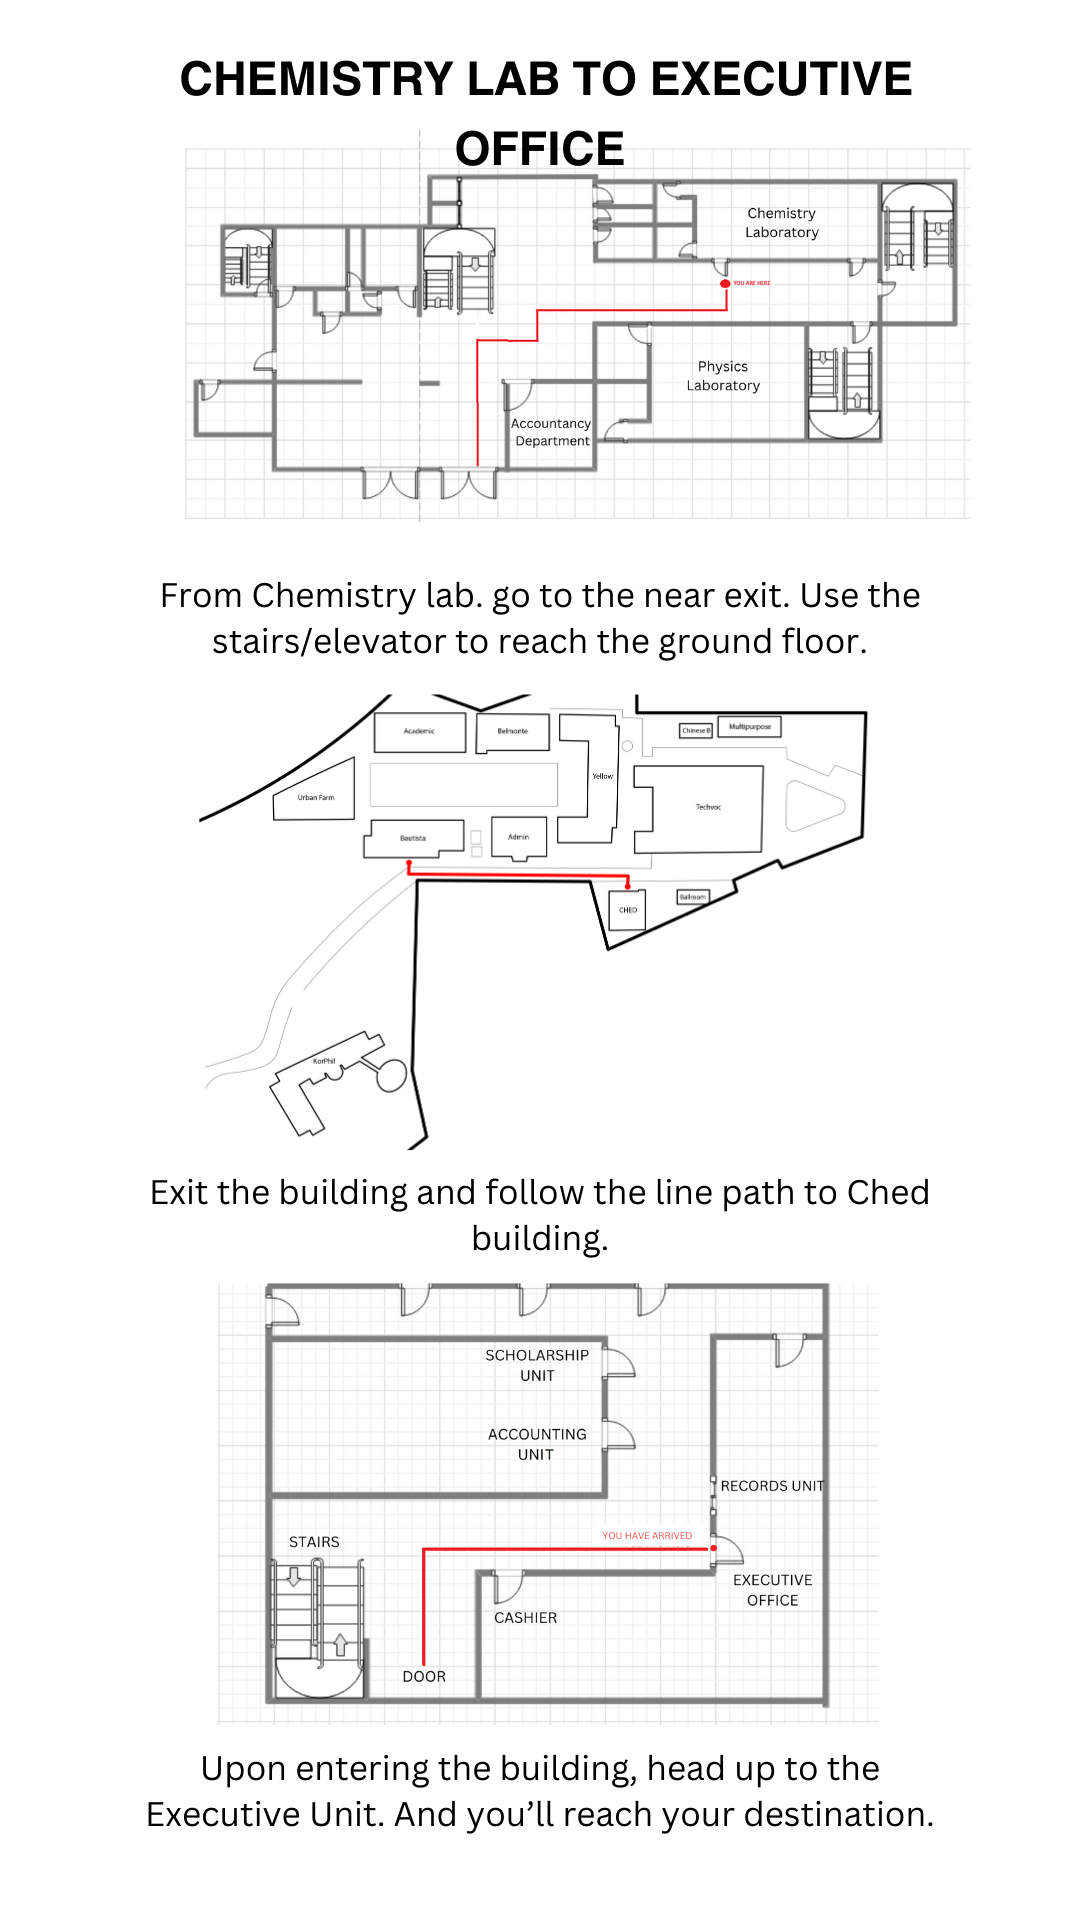 CHEMISTRY LAB TO EXECUTIVE
OFFICE
Chemistry
Laboratory
YOU ARE HERE
Physics
Laboratory
Accountancy
Department
From Chemistry lab. go to the near exit. Use the
stairs/elevator to reach the ground floor.
Academic
Belmonte
Chinese B
Multipurpose
Yellow
Urban Farm
Techvoc
Bautista
Admin
CHED
Ballroom
KorPhil
Exit the building and follow the line path to Ched
building.
SCHOLARSHIP
UNIT
ACCOUNTING
UNIT
RECORDS UNIT
STAIRS
YOU HAVE ARRIVED
EXECUTIVE
OFFICE
CASHIER
DOOR
Upon entering the building, head up to the
Executive Unit. And you’ll reach your destination.